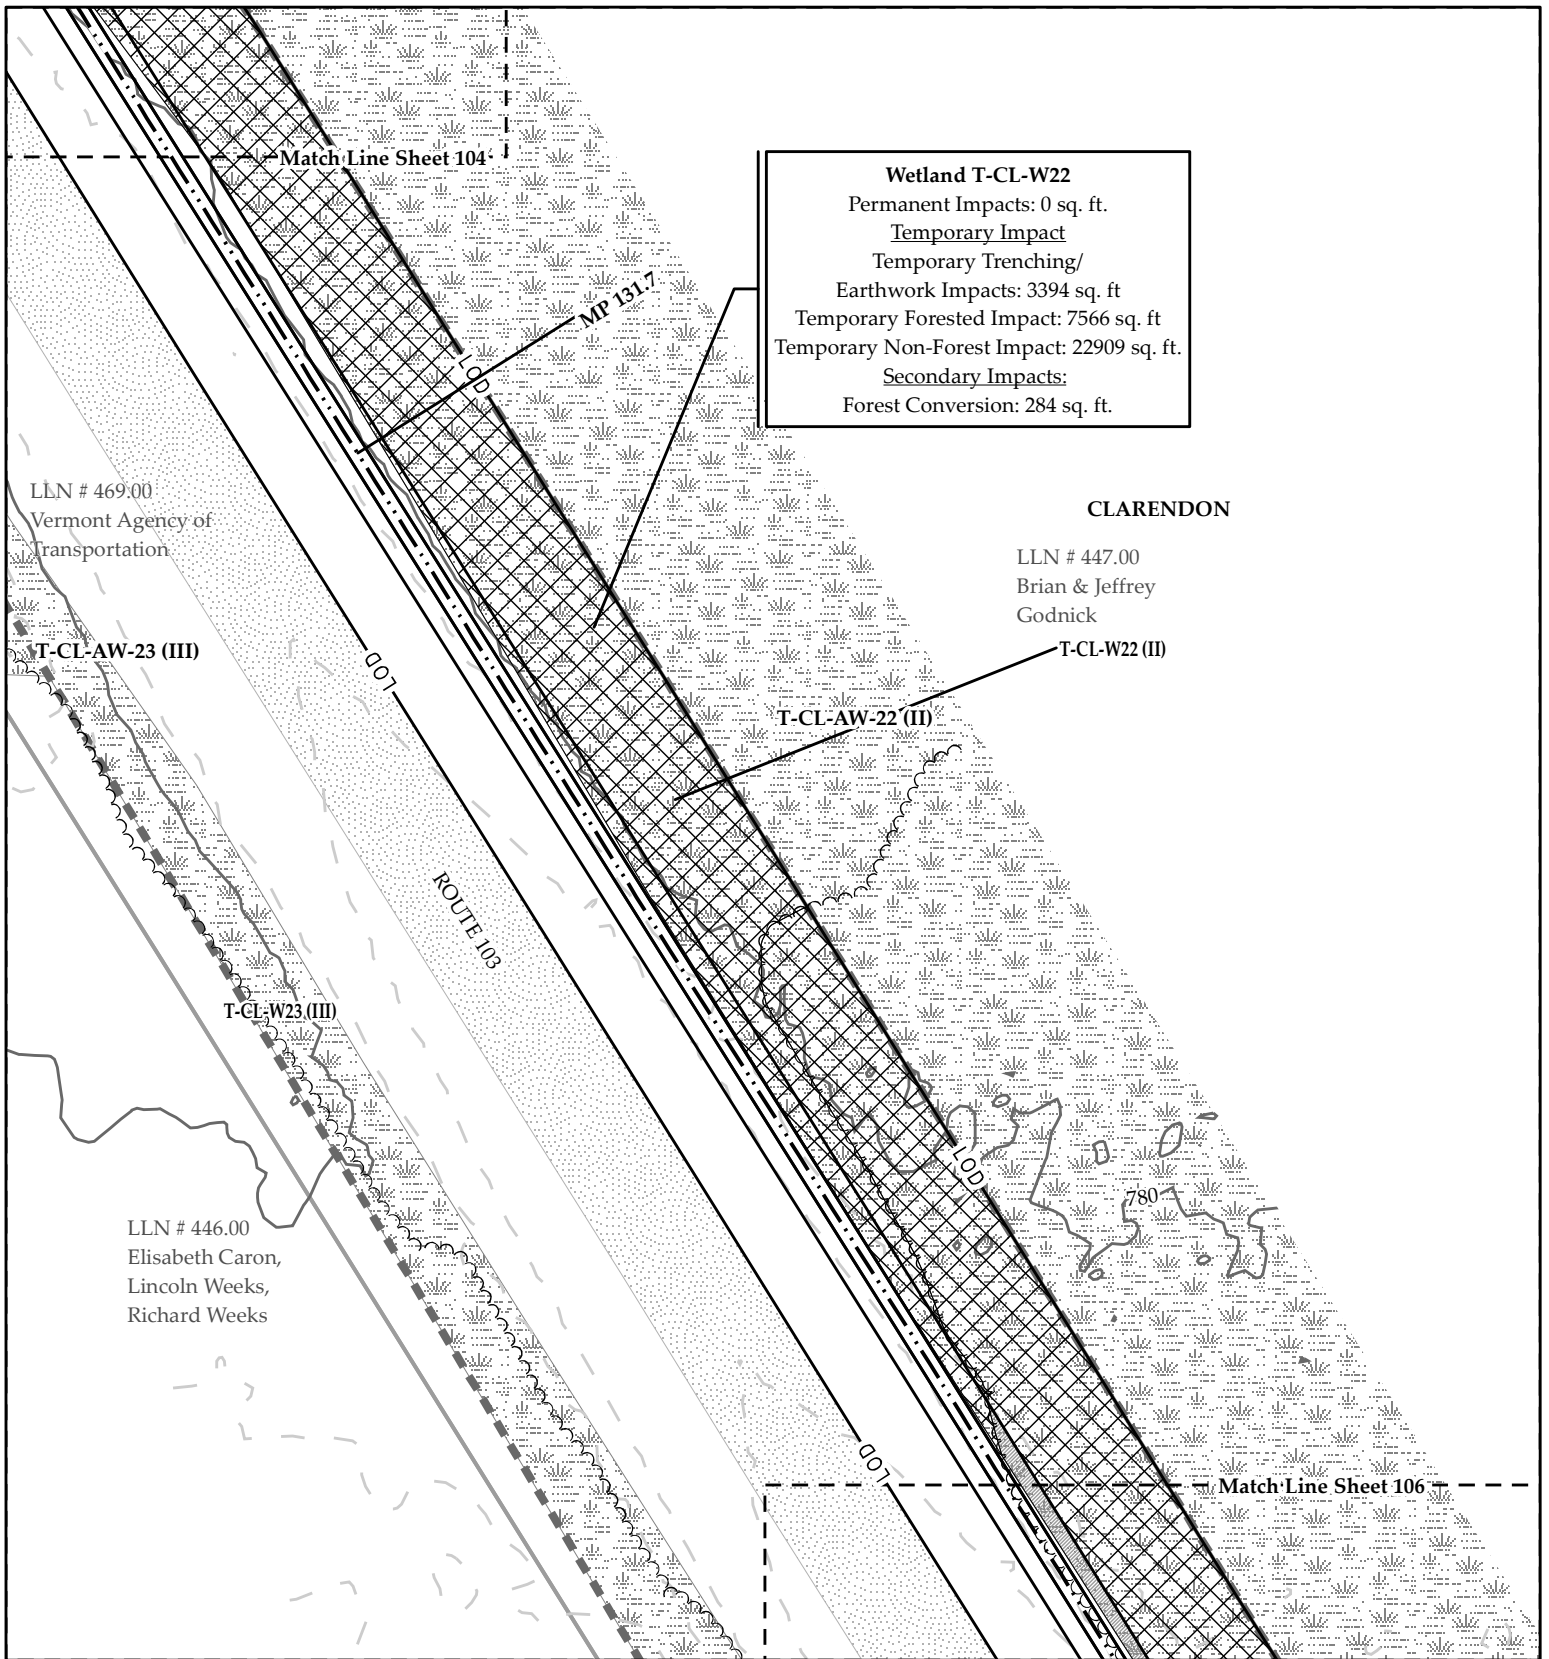 Match Line Sheet 104
Wetland T-CL-W22
Permanent Impacts: 0 sq. ft.
Temporary Impact
Temporary Trenching/
Earthwork Impacts: 3394 sq. ft
Temporary Forested Impact: 7566 sq. ft
Temporary Non-Forest Impact: 22909 sq. ft.
Secondary Impacts:
Forest Conversion: 284 sq. ft.
MP 131.7
LOD
LLN # 469.00
Vermont Agency of
Transportation
CLARENDON
LLN # 447.00
Brian & Jeffrey
Godnick
T-CL-W22 (II)
T-CL-AW-23 (III)
LOD
T-CL-AW-22 (II)
ROUTE 103
T-CL-W23 (III)
LOD
780
LLN # 446.00
Elisabeth Caron,
Lincoln Weeks,
Richard Weeks
LOD
Match Line Sheet 106